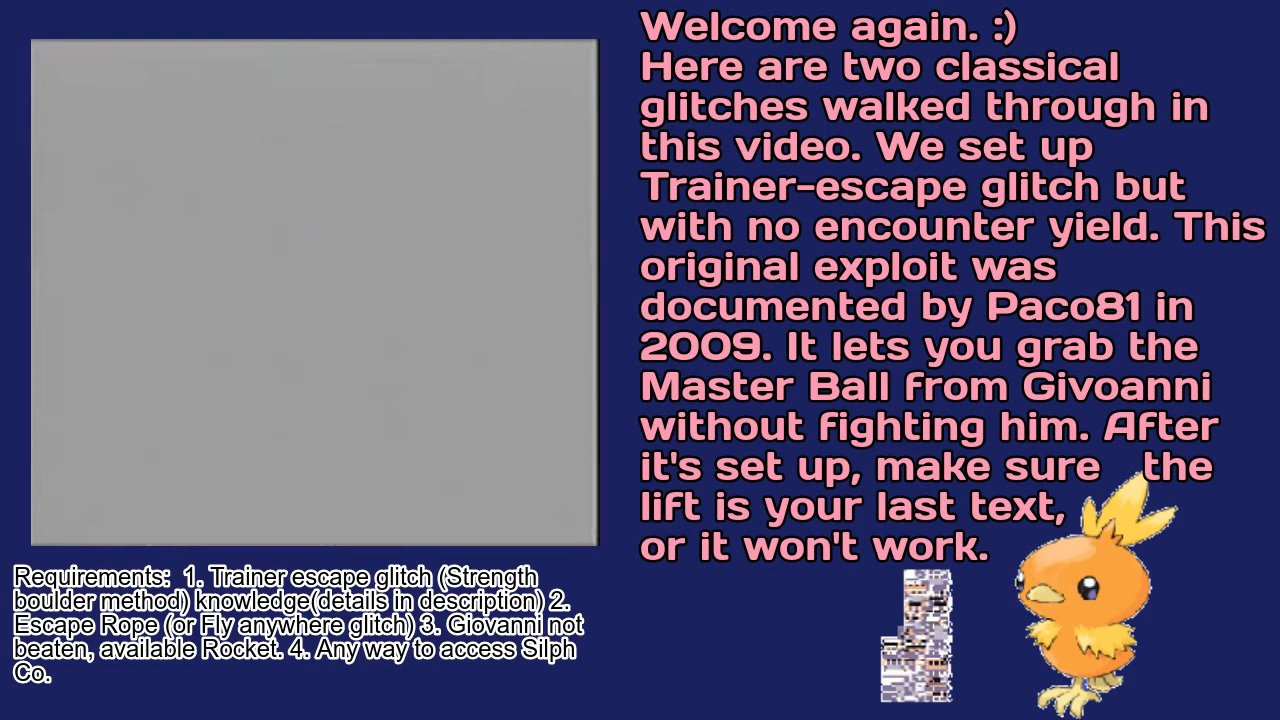 Welcome again. :)
Here are two classical
glitches walked through in
this video. We set up
Trainer-escape glitch but
with no encounter yield. This
original exploit was
documented by Paco81 in
2009. It lets you grab the
Master Ball from Givoanni
without fighting him. After
it's set up, make sure the
lift is your last text,
or it won't work.
Requirements: 1. Trainer escape glitch (Strength
boulder method) knowledge(details in description) 2.
Escape Rope (or Fly anywhere glitch) 3. Giovanni not
beaten, available Rocket. 4. Any way to access Silph
Co.